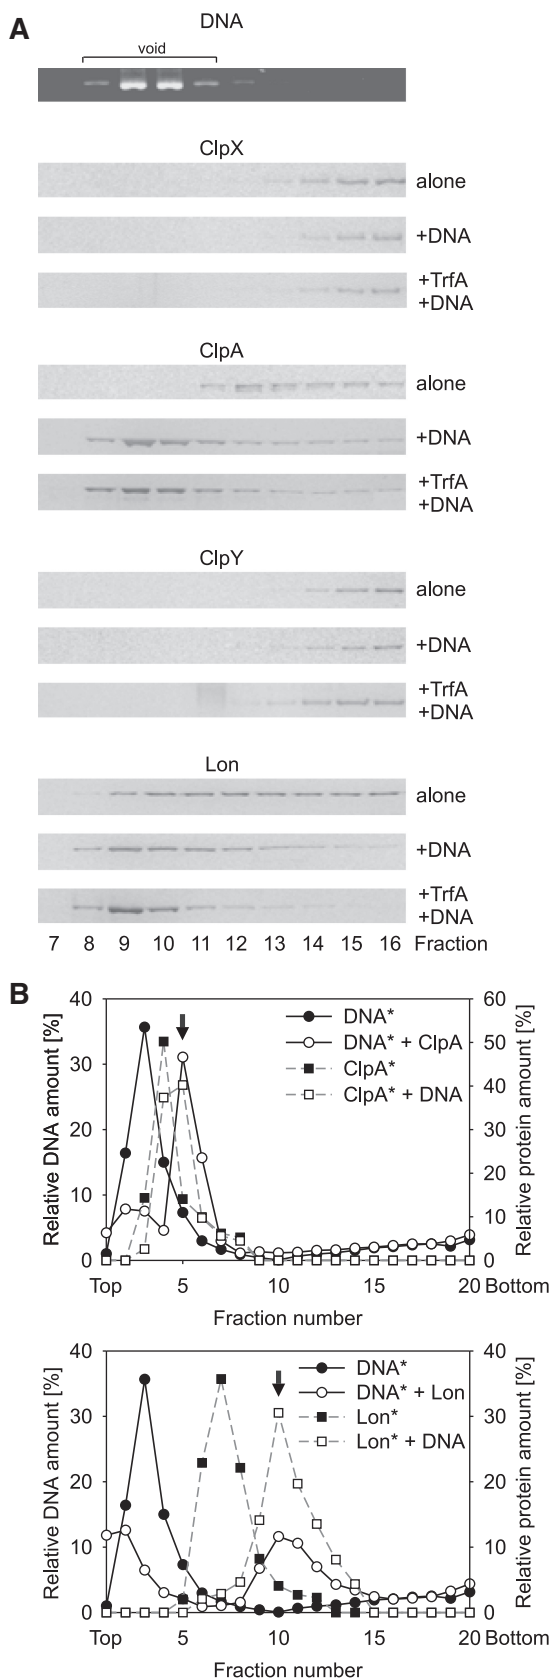 A
DNA
void
ClpX
alone
+DNA
+TrfA
+DNA
ClpA
alone
+DNA
+TrfA
+DNA
ClpY
alone
+DNA
+TrfA
+DNA
Lon
alone
+DNA
+TrfA
+DNA
7 8 9 10 11 12 13 14 15 16 Fraction
B
40
30
20
10
0
Relative DNA amount [%]
60
50
40
30
20
10
0
Relative protein amount [%]
DNA*
DNA* + ClpA
ClpA*
ClpA* + DNA
Top 5 10 15 20 Bottom
Fraction number
40
30
20
10
0
Relative DNA amount [%]
40
30
20
10
0
Relative protein amount [%]
DNA*
DNA* + Lon
Lon*
Lon* + DNA
Top 5 10 15 20 Bottom
Fraction number